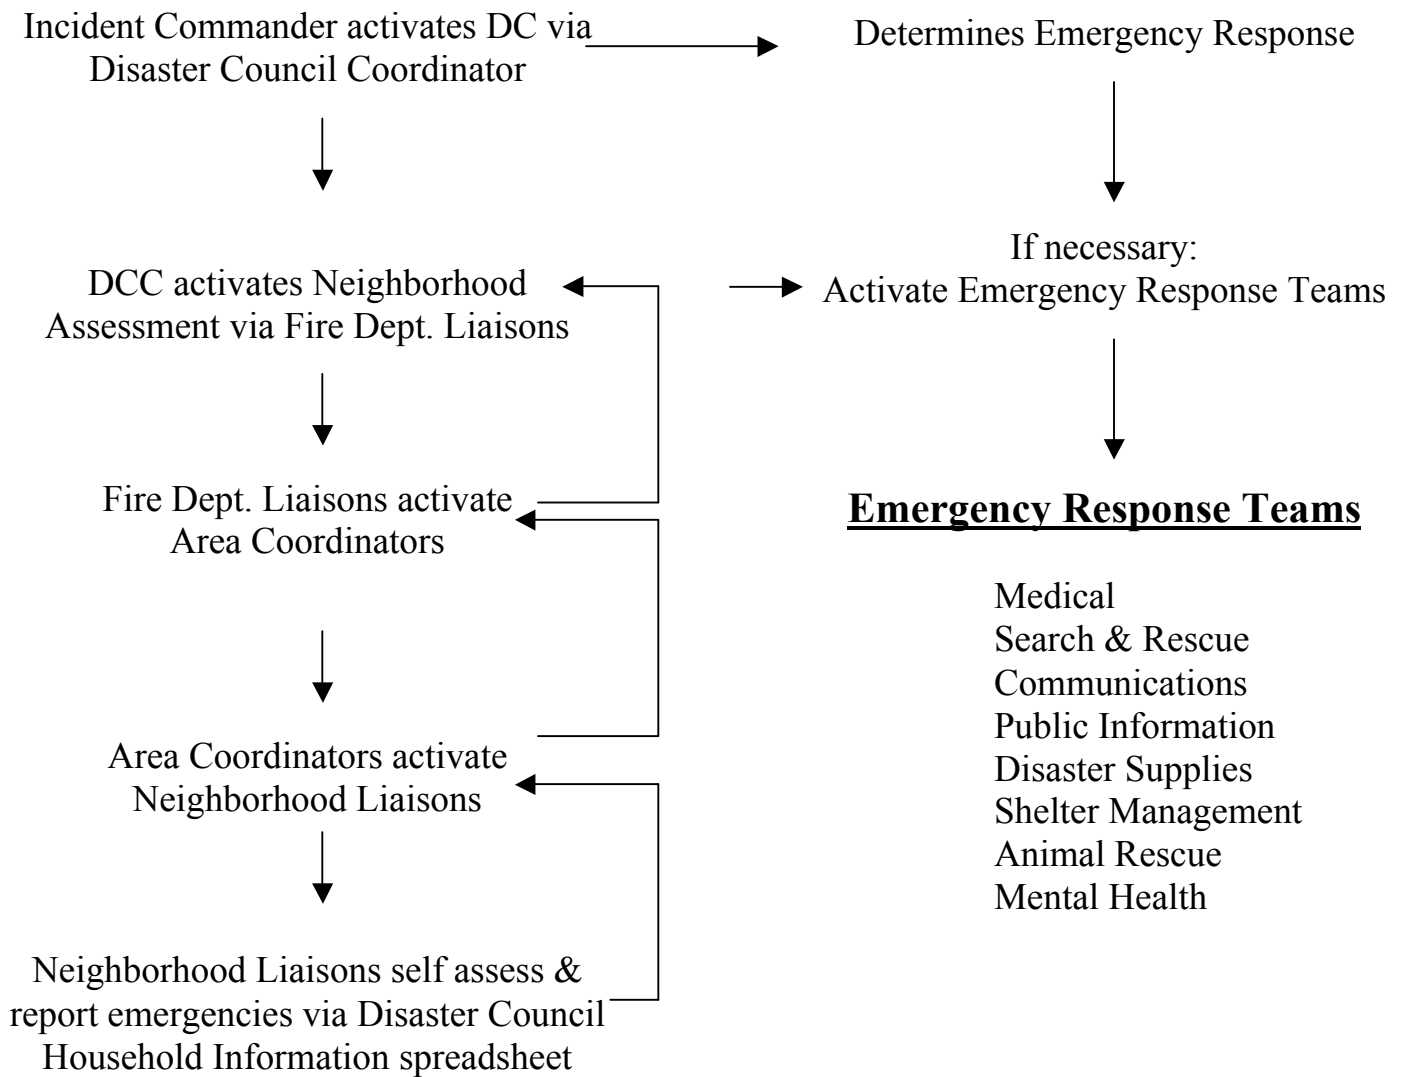 Incident Commander activates DC via
Disaster Council Coordinator
Determines Emergency Response
DCC activates Neighborhood
Assessment via Fire Dept. Liaisons
If necessary:
Activate Emergency Response Teams
Fire Dept. Liaisons activate
Area Coordinators
Area Coordinators activate
Neighborhood Liaisons
Neighborhood Liaisons self assess &
report emergencies via Disaster Council
Household Information spreadsheet
Emergency Response Teams
Medical
Search & Rescue
Communications
Public Information
Disaster Supplies
Shelter Management
Animal Rescue
Mental Health